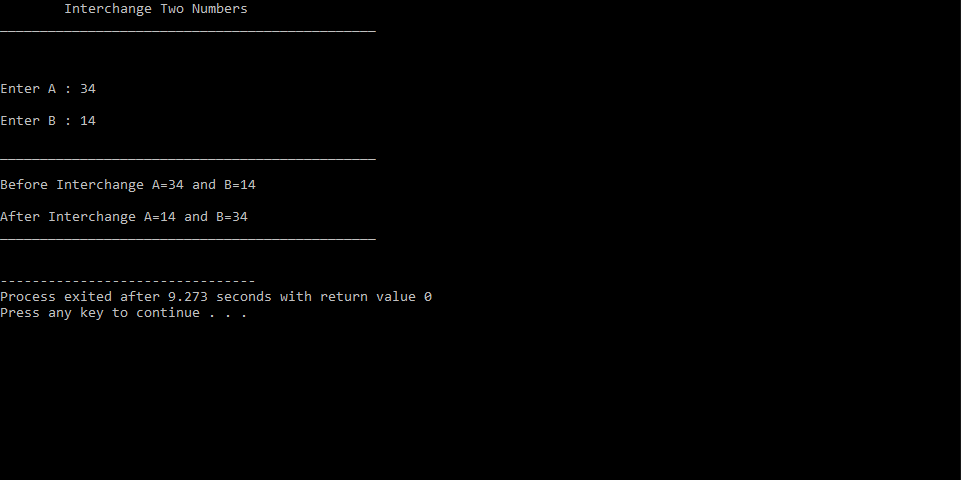 Interchange Two Numbers
_______________________________________________
Enter A : 34
Enter B : 14
_______________________________________________
Before Interchange A=34 and B=14
After Interchange A=14 and B=34
_______________________________________________
--------------------------------
Process exited after 9.273 seconds with return value 0
Press any key to continue . . .